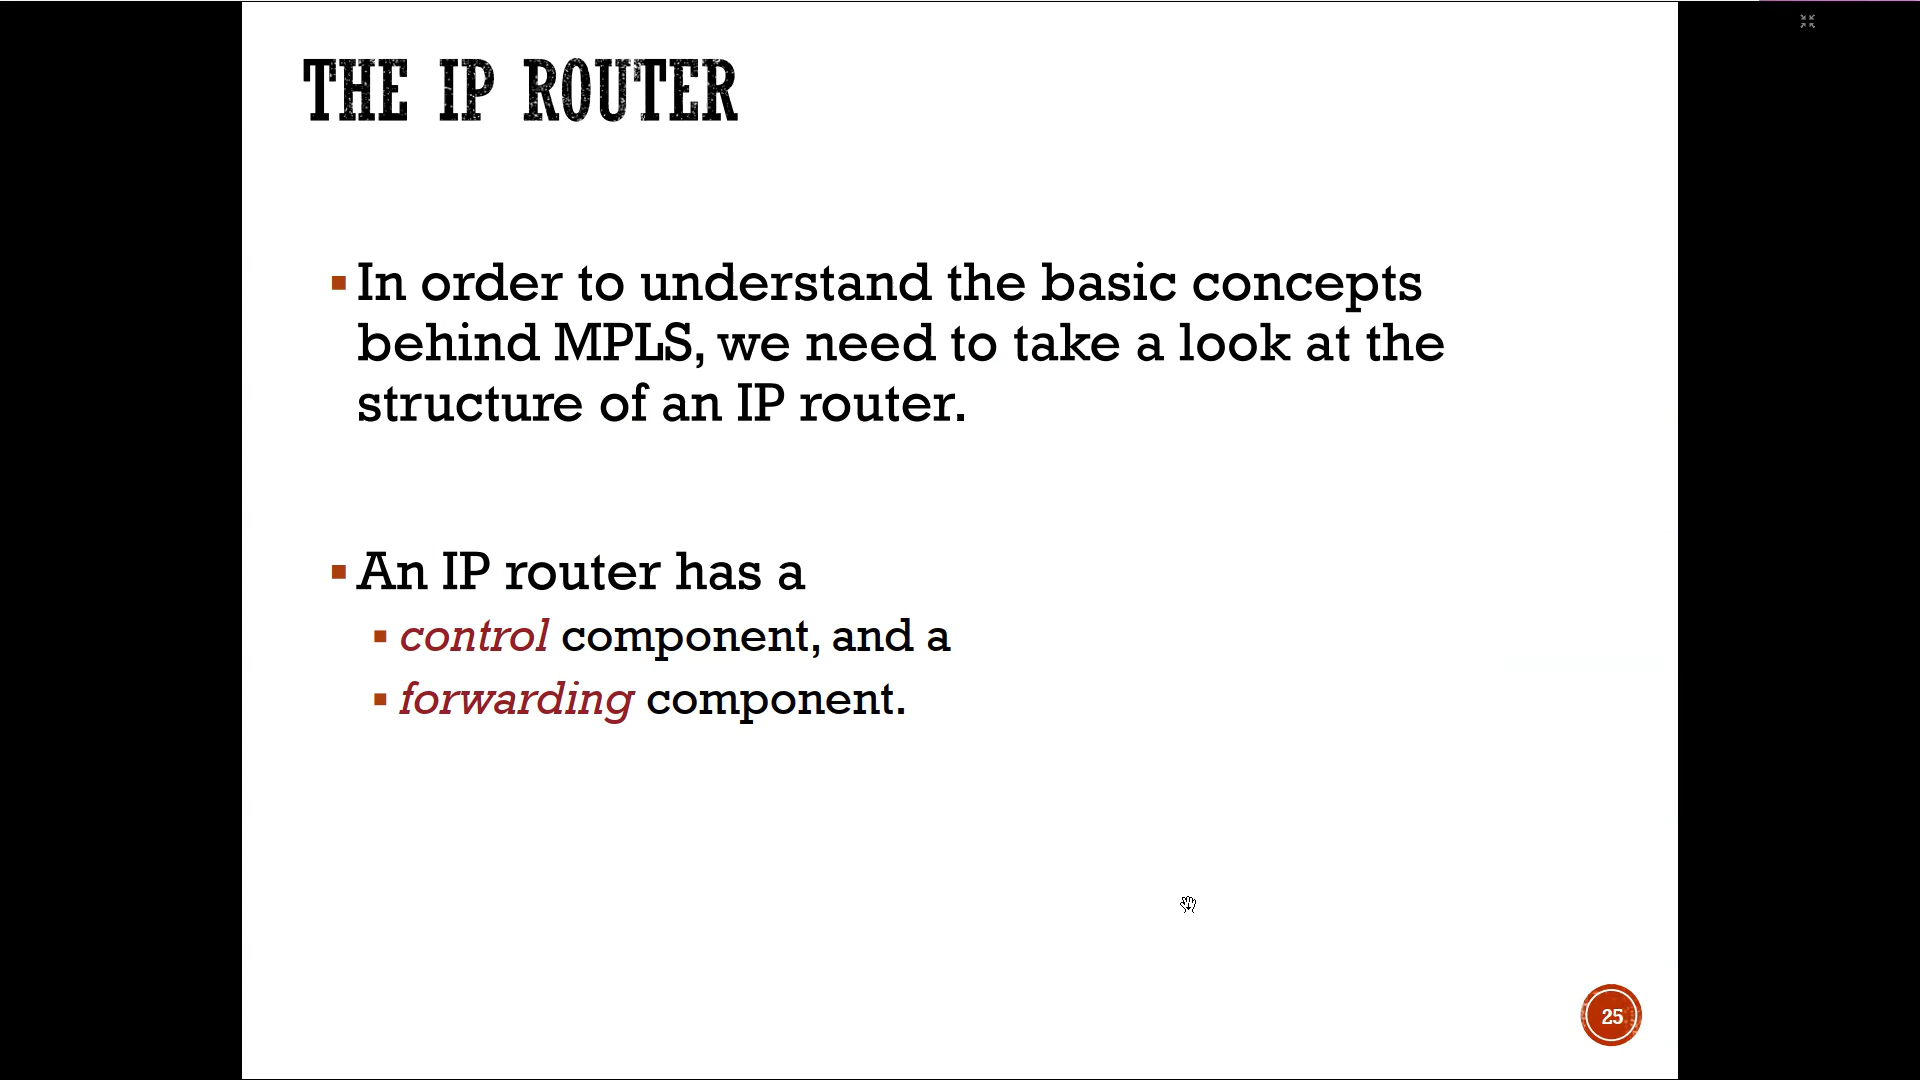 THE IP ROUTER
▪ In order to understand the basic concepts
behind MPLS, we need to take a look at the
structure of an IP router.
▪ An IP router has a
▪ control component, and a
▪ forwarding component.
25